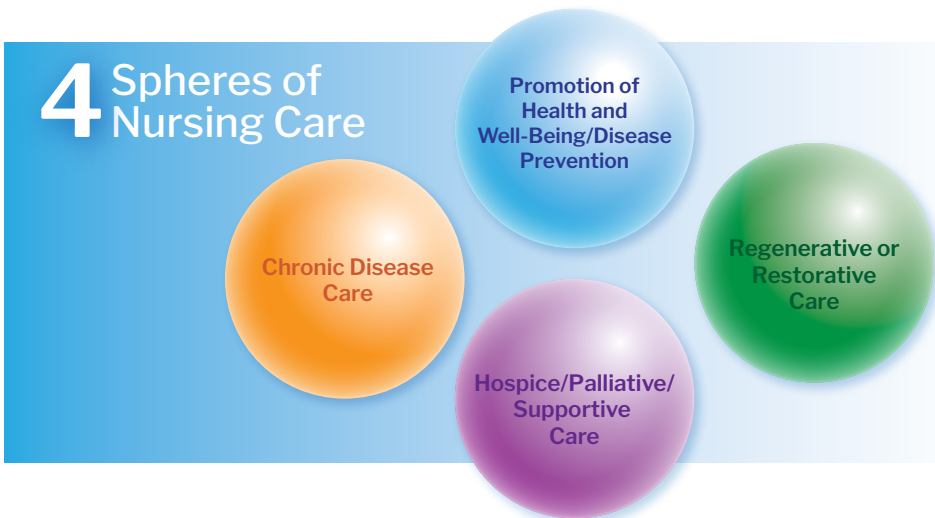 4 Spheres of
Nursing Care
Promotion of
Health and
Well-Being/Disease
Prevention
Chronic Disease
Care
Regenerative or
Restorative
Care
Hospice/Palliative/
Supportive
Care